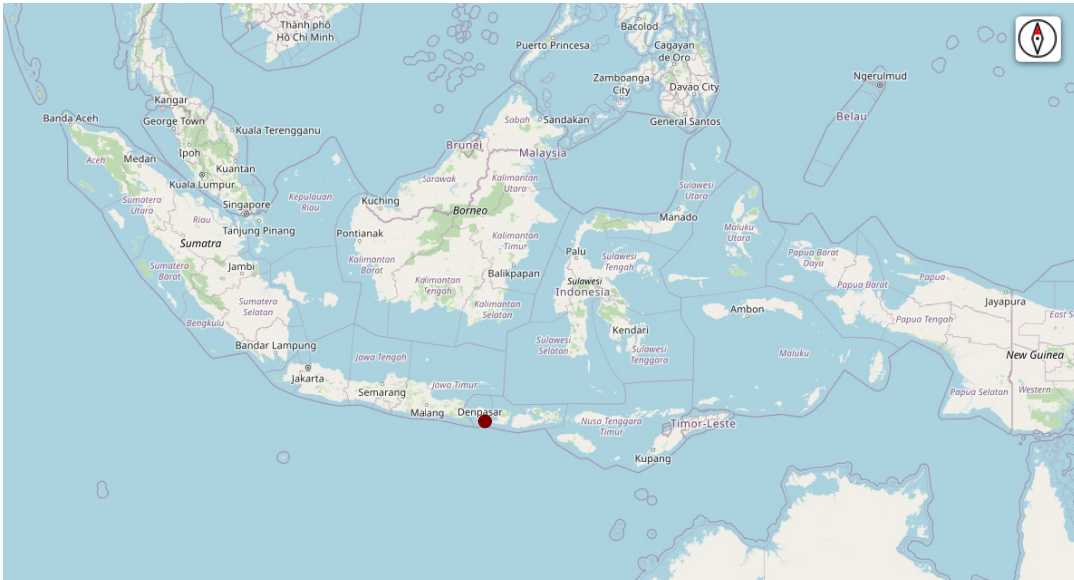 Thành phố
Hồ Chí Minh
Bacolod
Puerto Princesa
Cagayan
de Oro
Zamboanga
City
Davao City
General Santos
Ngerulmud
Belau
Kangar
Banda Aceh
George Town
Kuala Terengganu
Ipoh
Aceh
Medan
Kuantan
Kuala Lumpur
Sabah
Sandakan
Brunei
Malaysia
Sarawak
Kalimantan
Utara
Sumatera
Utara
Riau
Singapore
Kepulauan
Riau
Kuching
Borneo
Tanjung Pinang
Pontianak
Sulawesi
Utara
Manado
Maluku
Utara
Sumatra
Kalimantan
Timur
Sumatera
Barat
Jambi
Kalimantan
Barat
Balikpapan
Palu
Sulawesi
Tengah
Papua Barat
Daya
Papua Barat
Papua
Kalimantan
Tengah
Sulawesi
Indonesia
Sumatera
Selatan
Kalimantan
Selatan
Jayapura
Bengkulu
Ambon
Papua Tengah
East S
Kendari
Bandar Lampung
Sulawesi
Selatan
Sulawesi
Tenggara
Maluku
New Guinea
Jawa Tengah
Jakarta
Semarang
Jawa Timur
Papua Selatan
Western
Malang
Denpasar
Nusa Tenggara
Timur
Timor-Leste
Kupang